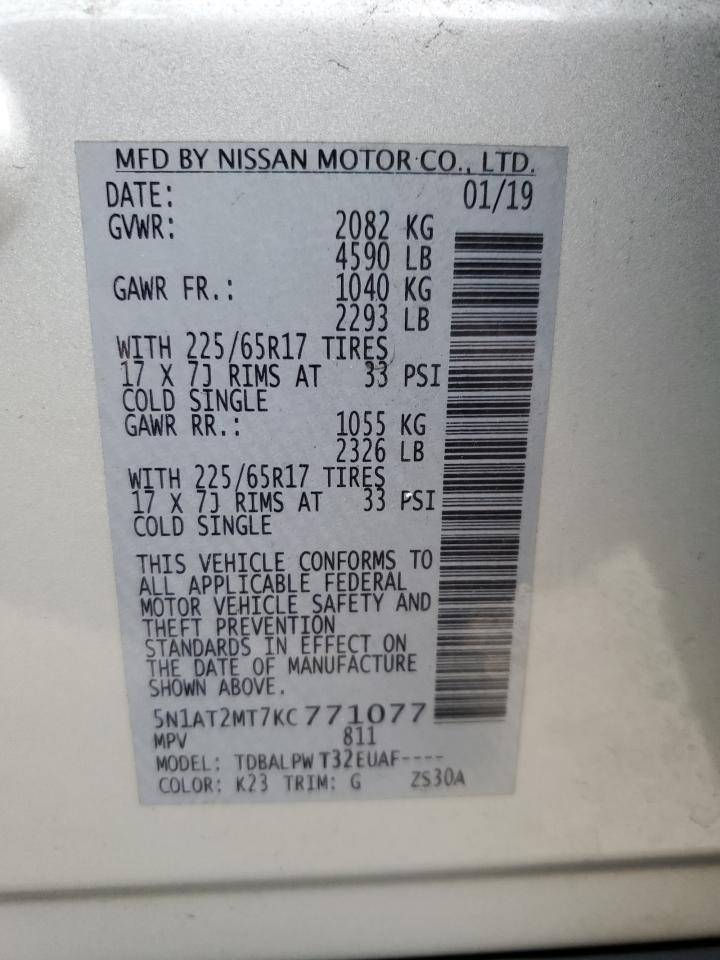 MFD BY NISSAN MOTOR CO., LTD.
DATE: 01/19
GVWR: 2082 KG
4590 LB
GAWR FR.: 1040 KG
2293 LB
WITH 225/65R17 TIRES
17 X 7J RIMS AT 33 PSI
COLD SINGLE
GAWR RR.: 1055 KG
2326 LB
WITH 225/65R17 TIRES
17 X 7J RIMS AT 33 PSI
COLD SINGLE
THIS VEHICLE CONFORMS TO
ALL APPLICABLE FEDERAL
MOTOR VEHICLE SAFETY AND
THEFT PREVENTION
STANDARDS IN EFFECT ON
THE DATE OF MANUFACTURE
SHOWN ABOVE.
5N1AT2MT7KC771077
MPV 811
MODEL: TDBALPW T32EUAF----
COLOR: K23 TRIM: G ZS30A